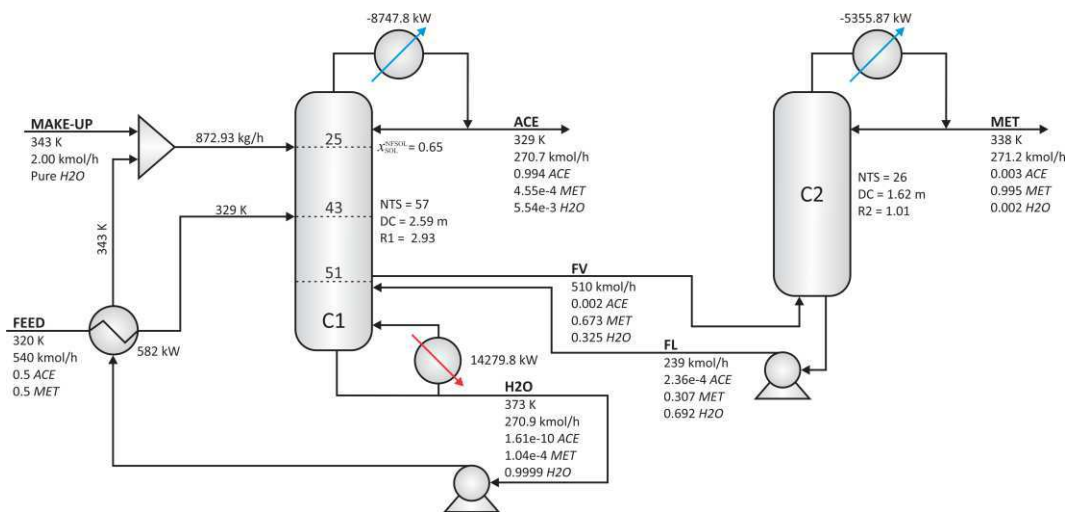 -8747.8 kW
-5355.87 kW
MAKE-UP
343 K
2.00 kmol/h
Pure H2O
872.93 kg/h
25
x_SOL^NFSOL = 0.65
ACE
329 K
270.7 kmol/h
0.994 ACE
4.55e-4 MET
5.54e-3 H2O
MET
338 K
271.2 kmol/h
0.003 ACE
0.995 MET
0.002 H2O
NTS = 26
DC = 1.62 m
R2 = 1.01
C2
329 K
43
NTS = 57
DC = 2.59 m
R1 = 2.93
343 K
51
C1
FV
510 kmol/h
0.002 ACE
0.673 MET
0.325 H2O
FEED
320 K
540 kmol/h
0.5 ACE
0.5 MET
582 kW
14279.8 kW
FL
239 kmol/h
2.36e-4 ACE
0.307 MET
0.692 H2O
H2O
373 K
270.9 kmol/h
1.61e-10 ACE
1.04e-4 MET
0.9999 H2O